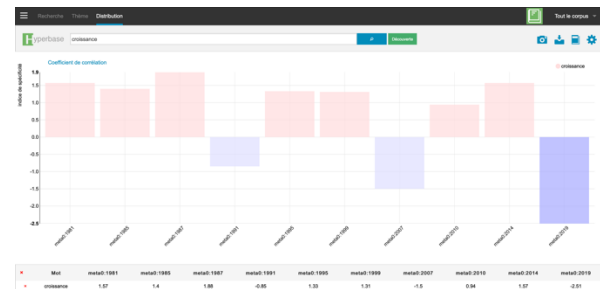 Recherche Thème Distribution Tout le corpus
Hyperbase croissance Découverte
Coefficient de corrélation
croissance
indice de spécificité
1.9
1.5
1.0
0.5
0.0
-0.5
-1.0
-1.5
-2.0
-2.5
meta0:1981 meta0:1985 meta0:1987 meta0:1991 meta0:1995 meta0:1999 meta0:2007 meta0:2010 meta0:2014 meta0:2019
Mot meta0:1981 meta0:1985 meta0:1987 meta0:1991 meta0:1995 meta0:1999 meta0:2007 meta0:2010 meta0:2014 meta0:2019
croissance 1.57 1.4 1.88 -0.85 1.33 1.31 -1.5 0.94 1.57 -2.51